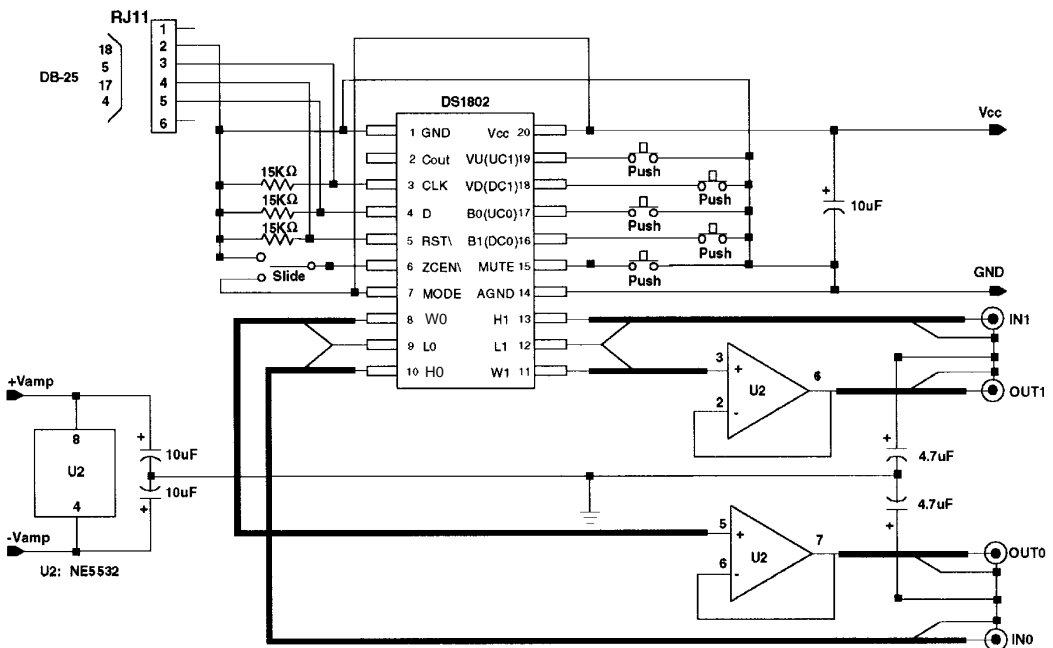 RJ11
1
2
3
4
5
6
DB-25
18
5
17
4
DS1802
1 GND
2 Cout
3 CLK
4 D
5 RST\
6 ZCEN\
7 MODE
8 W0
9 L0
10 H0
Vcc 20
VU(UC1) 19
VD(DC1) 18
B0(UC0) 17
B1(DC0) 16
MUTE 15
AGND 14
H1 13
L1 12
W1 11
15KΩ
15KΩ
15KΩ
Slide
Push
Push
Push
Push
Push
Vcc
+
10uF
GND
IN1
OUT1
3
+
2
-
U2
6
+
4.7uF
4.7uF
+
+Vamp
8
U2
4
-Vamp
+
10uF
10uF
+
U2: NE5532
5
+
6
-
U2
7
OUT0
IN0